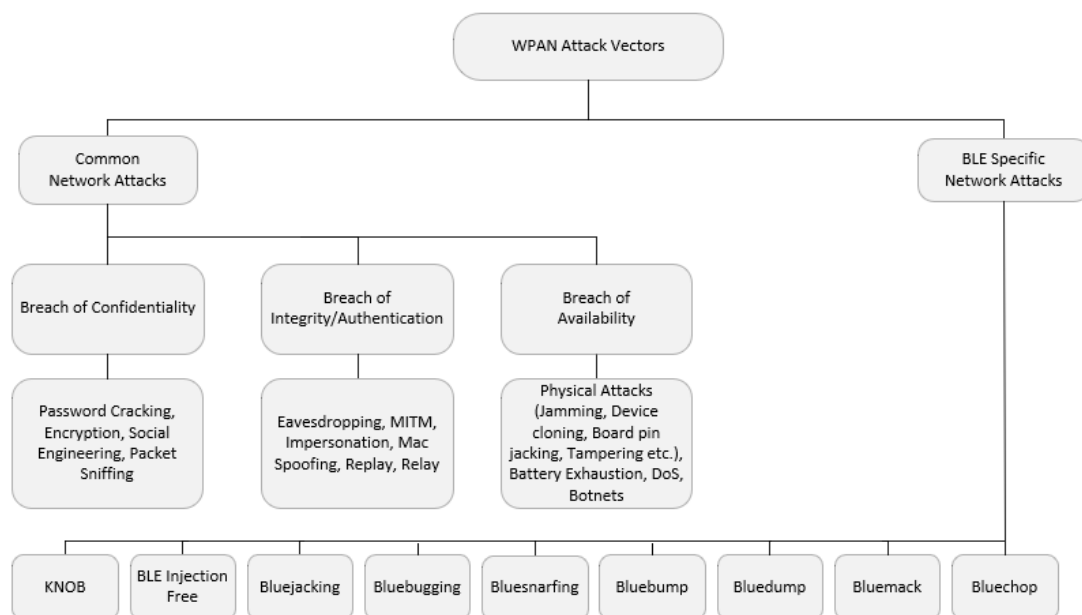 WPAN Attack Vectors
Common
Network Attacks
BLE Specific
Network Attacks
Breach of Confidentiality
Breach of
Integrity/Authentication
Breach of
Availability
Password Cracking,
Encryption, Social
Engineering, Packet
Sniffing
Eavesdropping, MITM,
Impersonation, Mac
Spoofing, Replay, Relay
Physical Attacks
(Jamming, Device
cloning, Board pin
jacking, Tampering etc.),
Battery Exhaustion, DoS,
Botnets
KNOB
BLE Injection
Free
Bluejacking
Bluebugging
Bluesnarfing
Bluebump
Bluedump
Bluemack
Bluechop